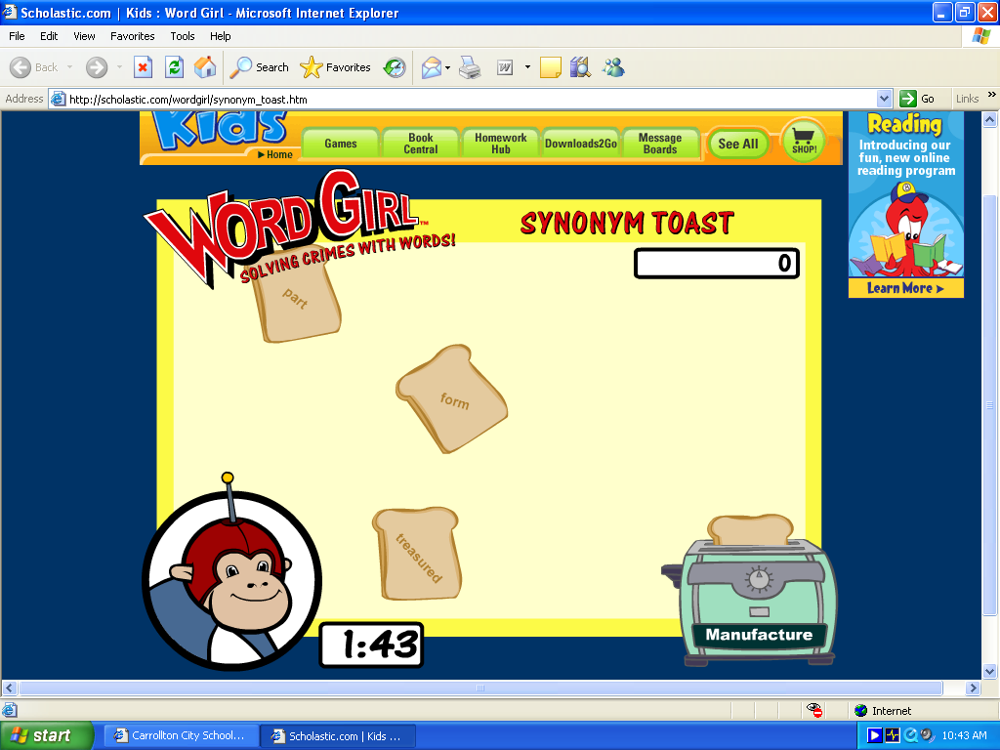 Scholastic.com | Kids : Word Girl - Microsoft Internet Explorer
File Edit View Favorites Tools Help
Back Search Favorites
Address http://scholastic.com/wordgirl/synonym_toast.htm Go Links »
Kids
►Home
Games
Book
Central
Homework
Hub
Downloads2Go
Message
Boards
See All
SHOP!
Reading
Introducing our
fun, new online
reading program
Learn More ►
WORDGIRL™
SOLVING CRIMES WITH WORDS!
SYNONYM TOAST
0
part
form
treasured
Manufacture
1:43
Internet
start Carrollton City School... Scholastic.com | Kids ... 10:43 AM